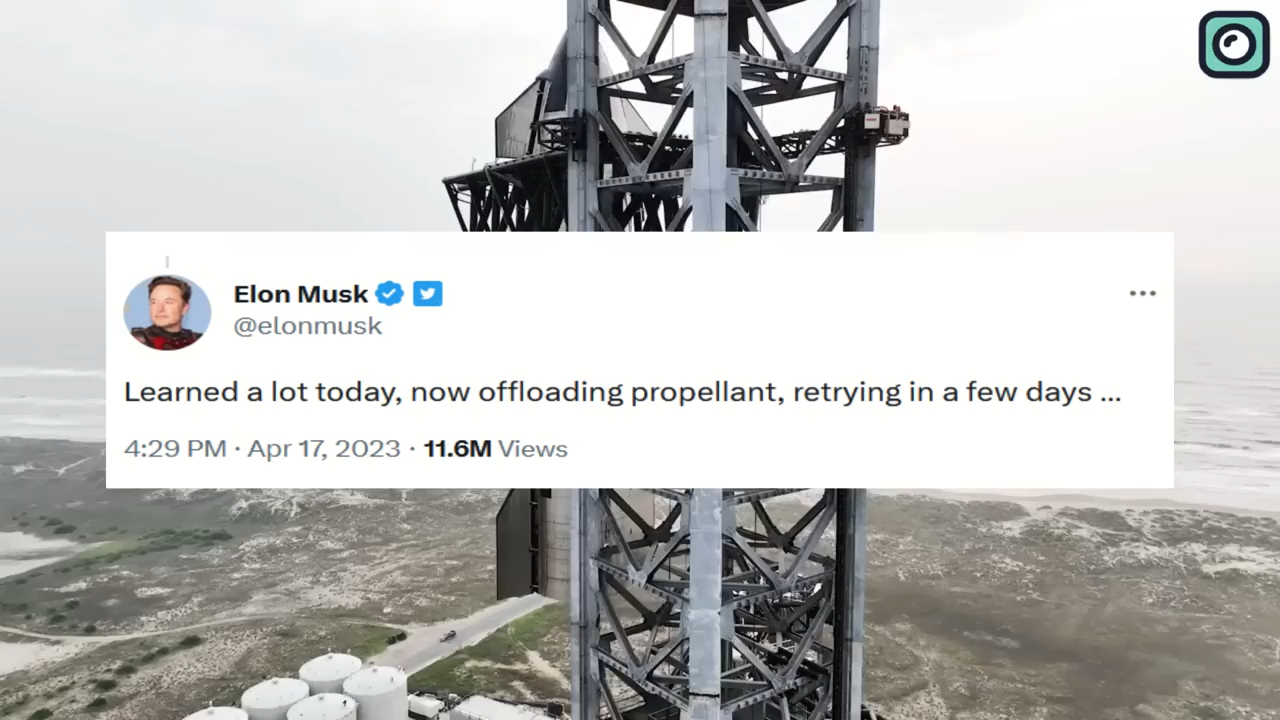 Elon Musk
@elonmusk
Learned a lot today, now offloading propellant, retrying in a few days ...
4:29 PM · Apr 17, 2023 · 11.6M Views